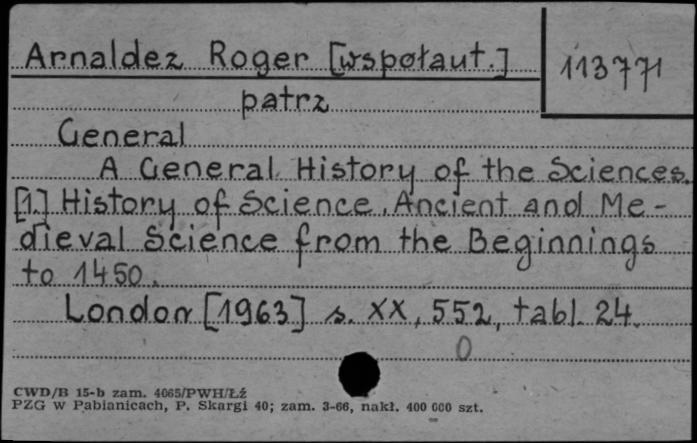 Arnaldez Roger [wspołaut.]
113771
patrz
General
A General History of the Sciences.
[1.] History of Science. Ancient and Me-
dieval Science from the Beginnings
to 1450.
London [1963] s. XX, 552, tabl. 24.
0
CWD/B 15-b zam. 4065/PWH/Łź
PZG w Pabianicach, P. Skargi 40; zam. 3-66, nakł. 400 000 szt.